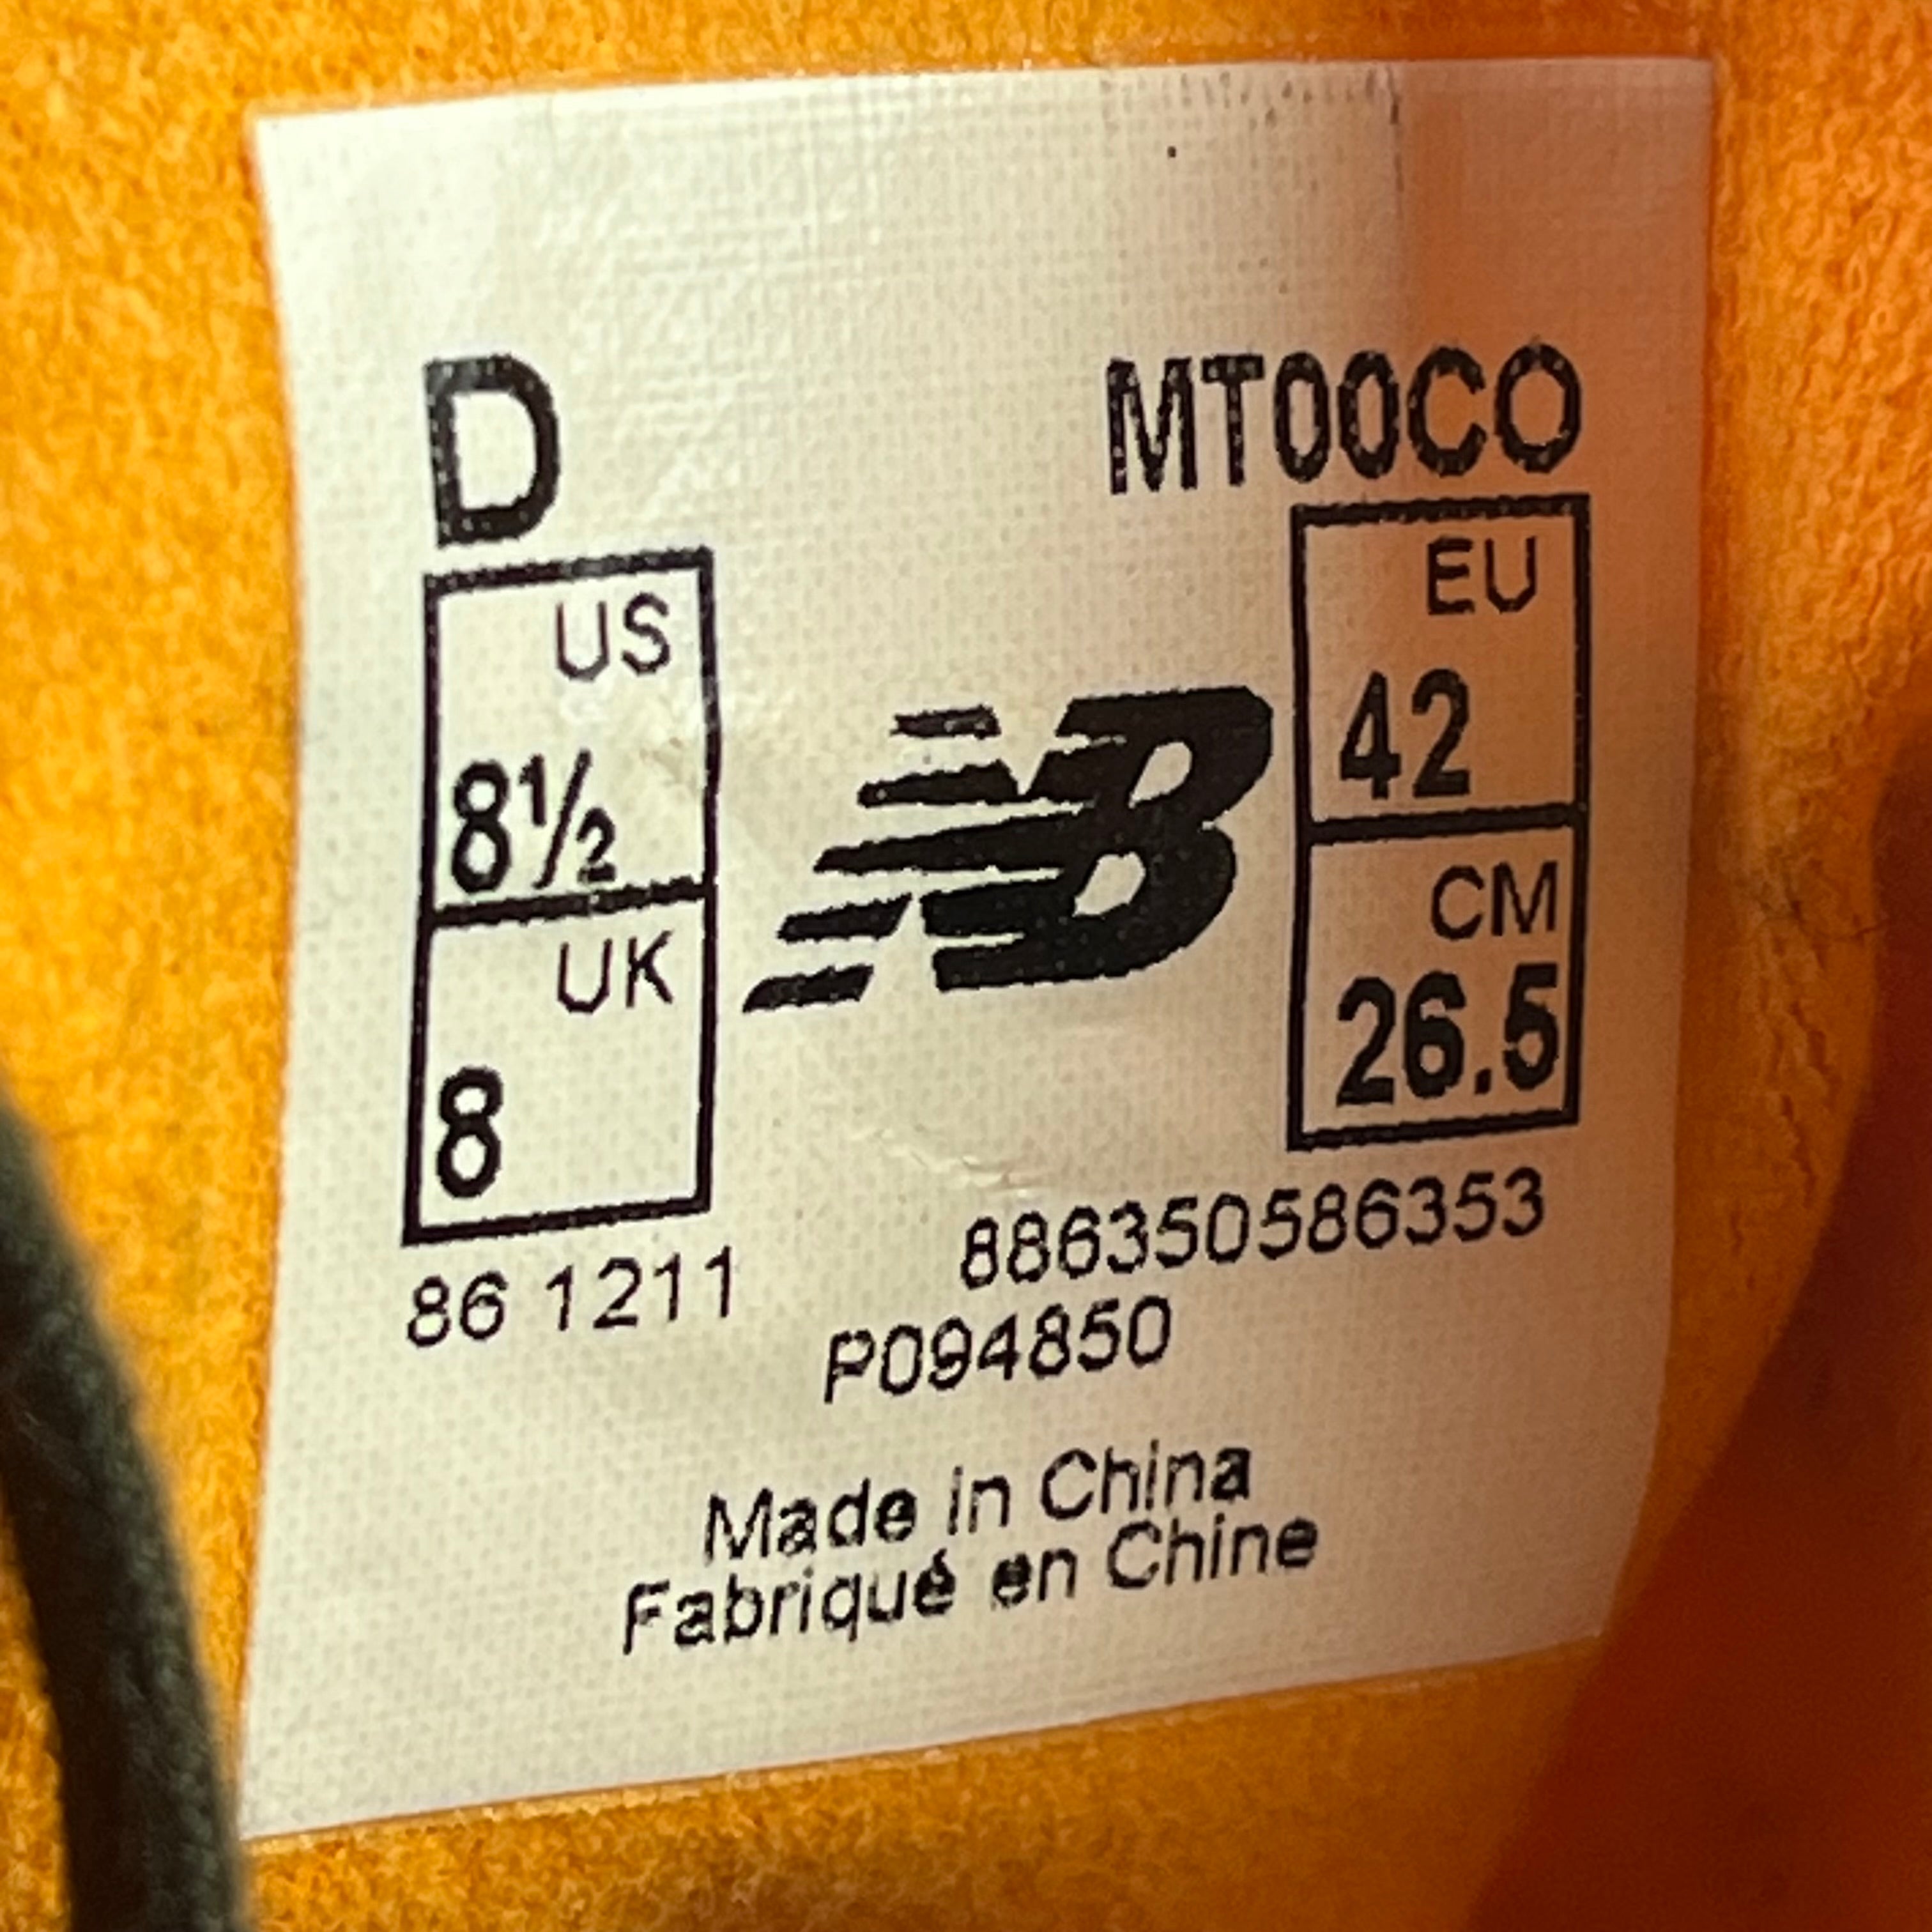 D MT00CO
US
8½
UK
8
NB
EU
42
CM
26.5
86 1211 886350586353
P094850
Made in China
Fabriqué en Chine